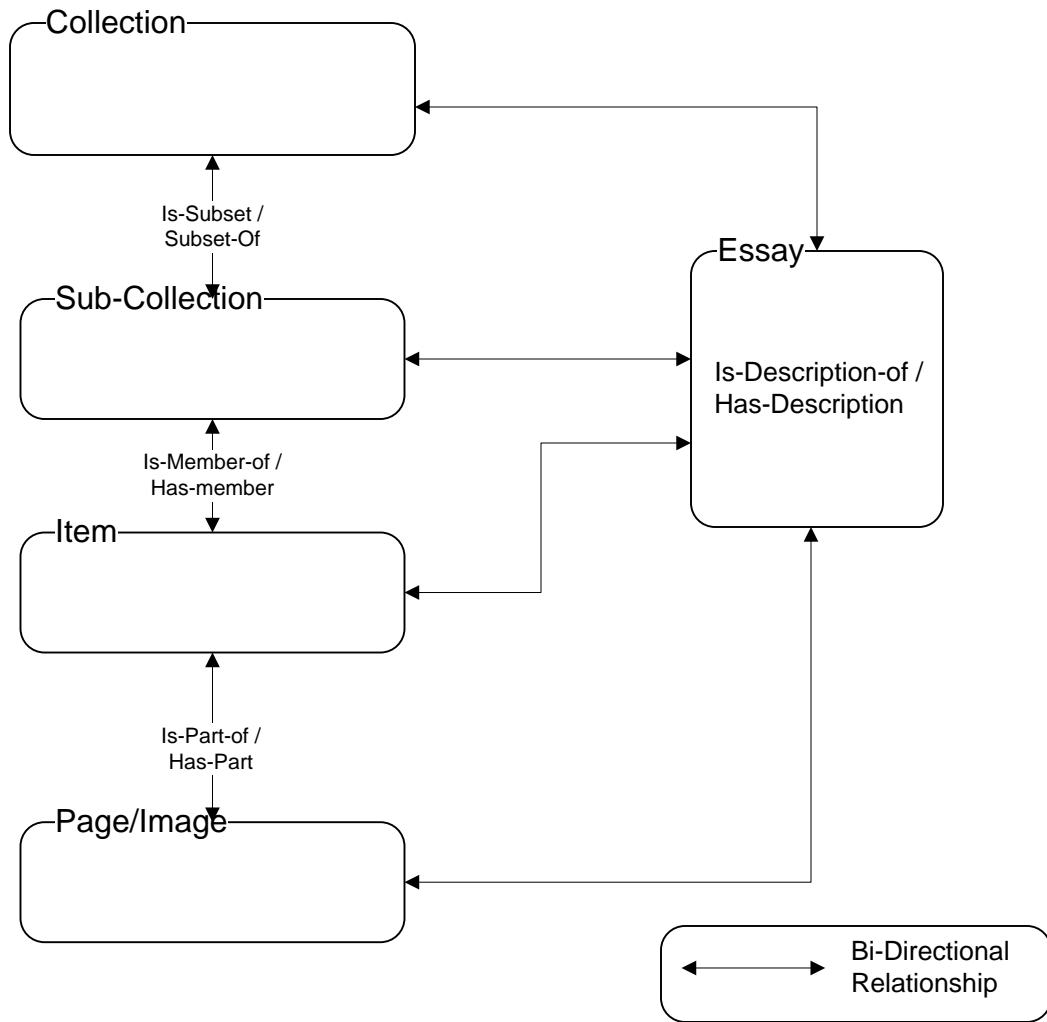 Collection
Is-Subset /
Subset-Of
Essay
Sub-Collection
Is-Description-of /
Has-Description
Is-Member-of /
Has-member
Item
Is-Part-of /
Has-Part
Page/Image
Bi-Directional
Relationship